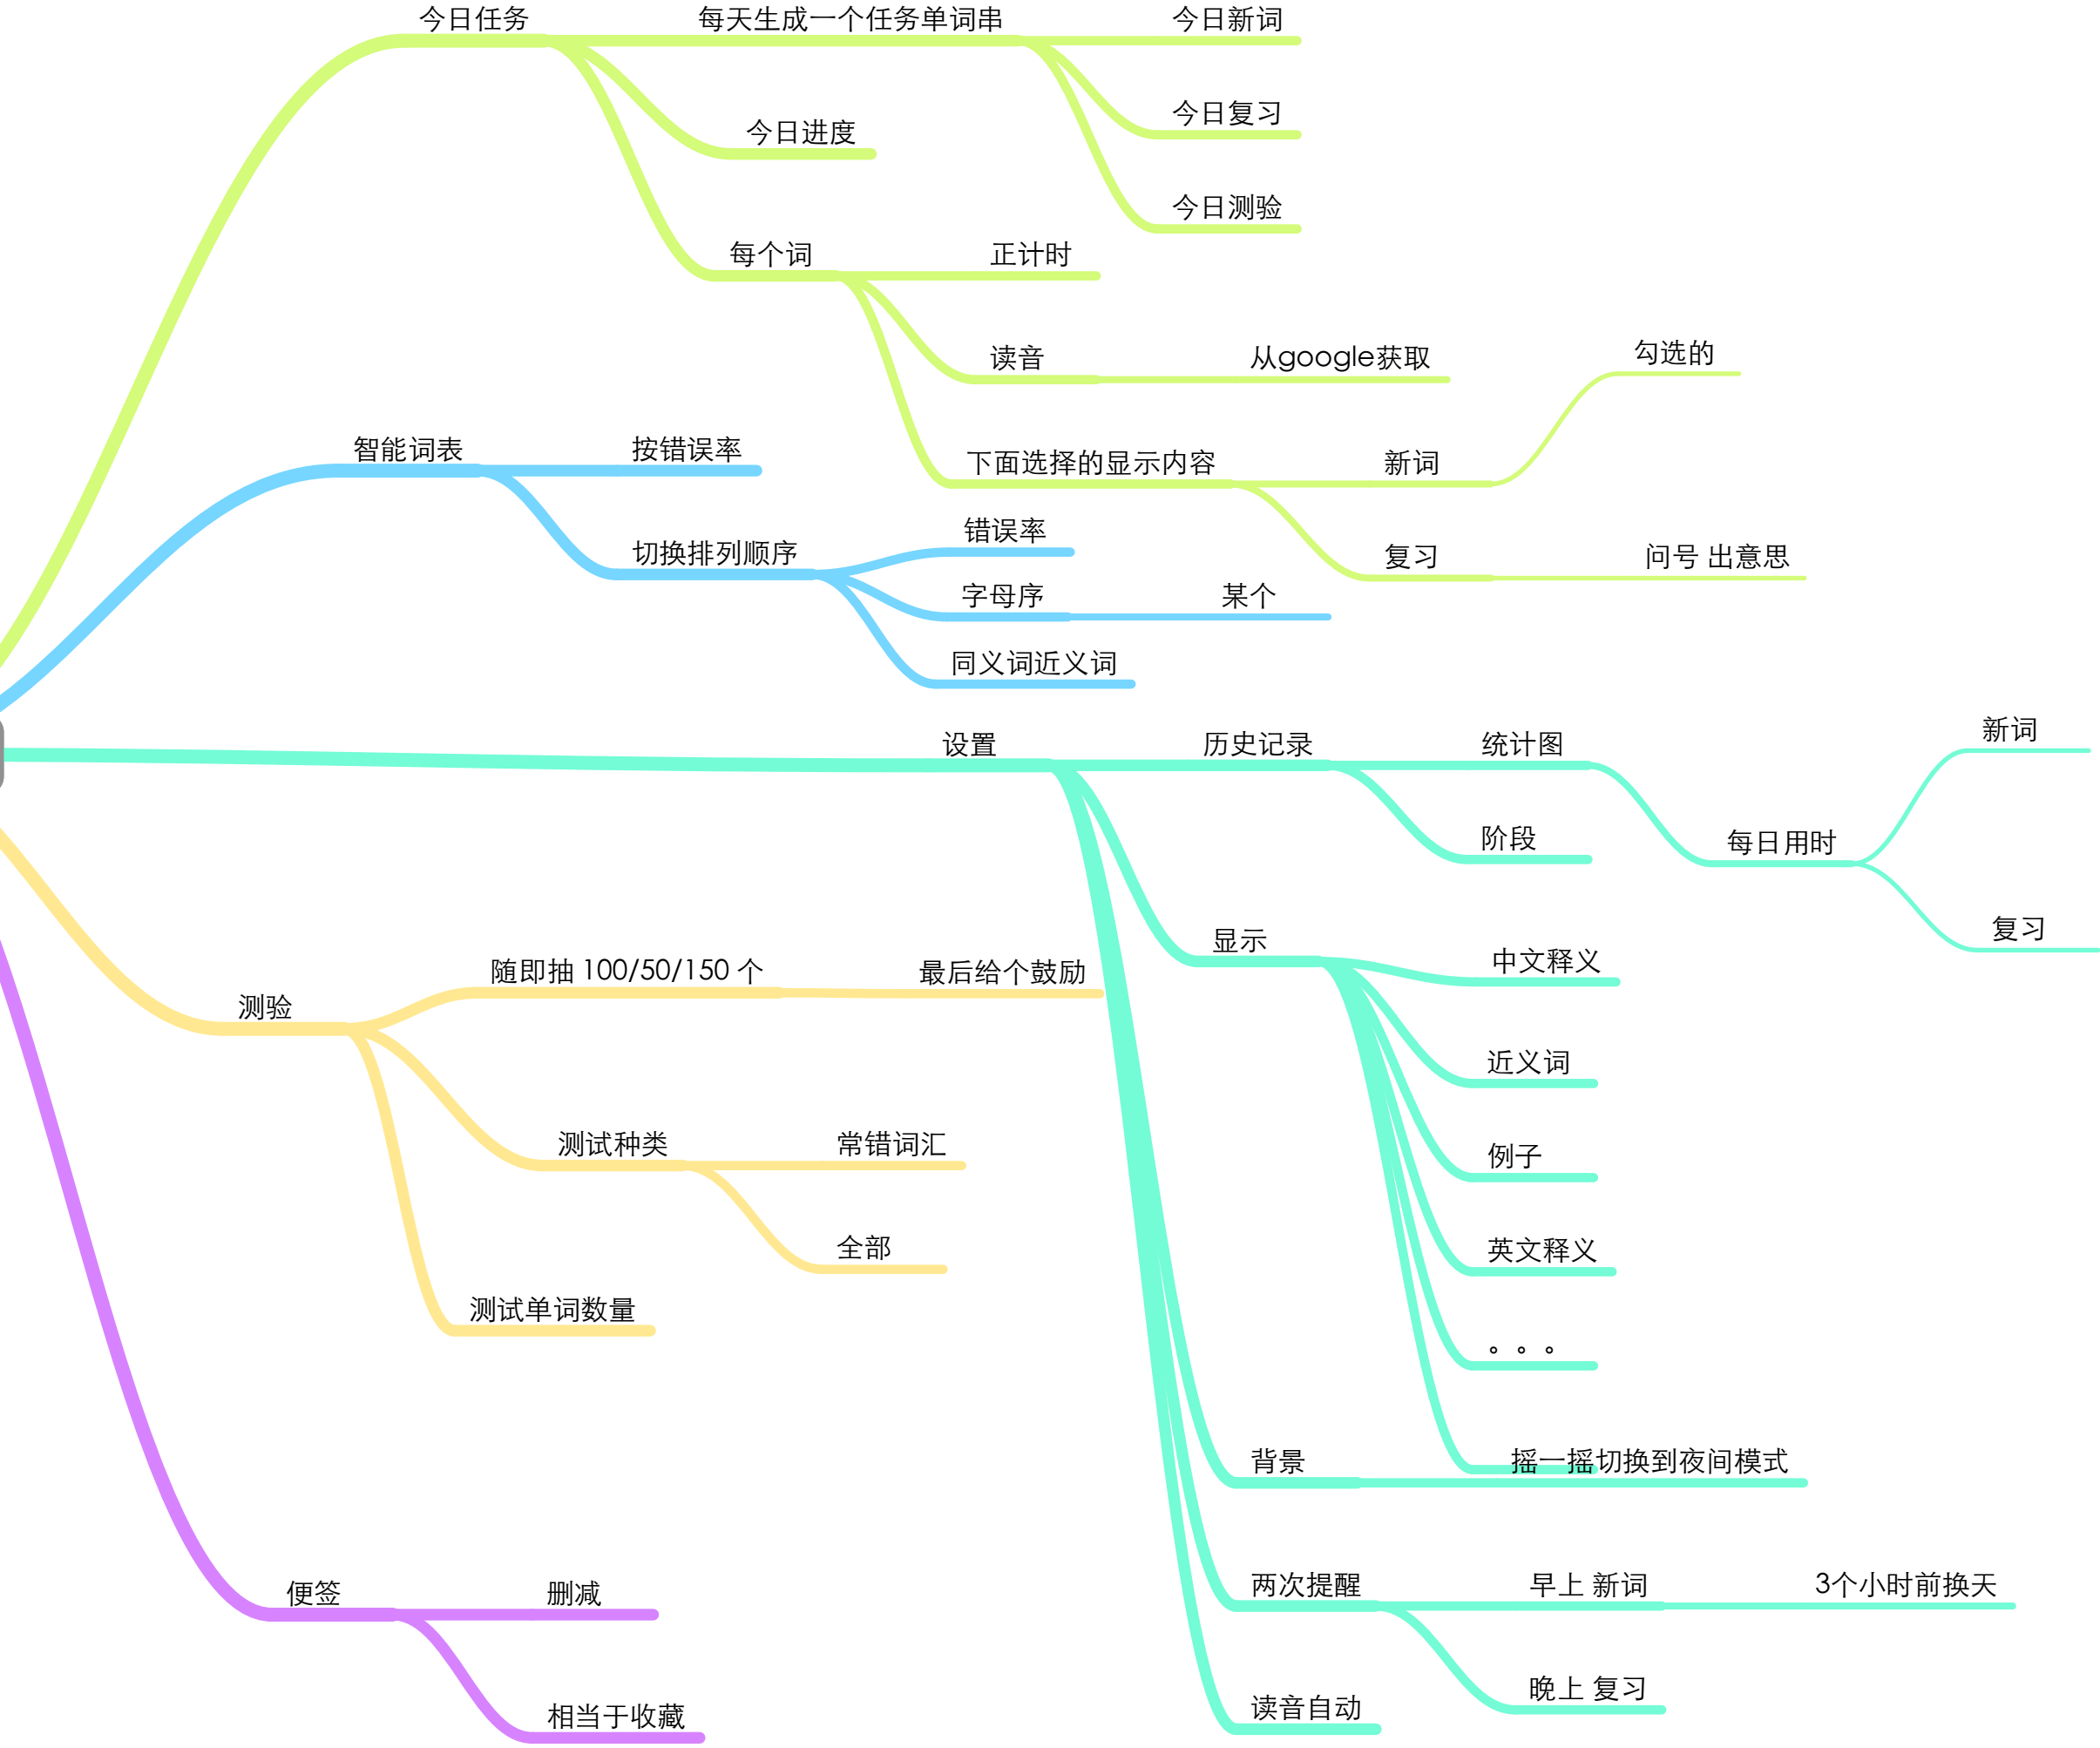 今日任务
每天生成一个任务单词串
今日新词
今日复习
今日测验
今日进度
每个词
正计时
读音
从google获取
下面选择的显示内容
新词
勾选的
复习
问号 出意思
智能词表
按错误率
切换排列顺序
错误率
字母序
某个
同义词近义词
设置
历史记录
统计图
每日用时
新词
复习
阶段
显示
中文释义
近义词
例子
英文释义
。。。
背景
摇一摇切换到夜间模式
两次提醒
早上 新词
3个小时前换天
晚上 复习
读音自动
测验
随即抽 100/50/150 个
最后给个鼓励
测试种类
常错词汇
全部
测试单词数量
便签
删减
相当于收藏